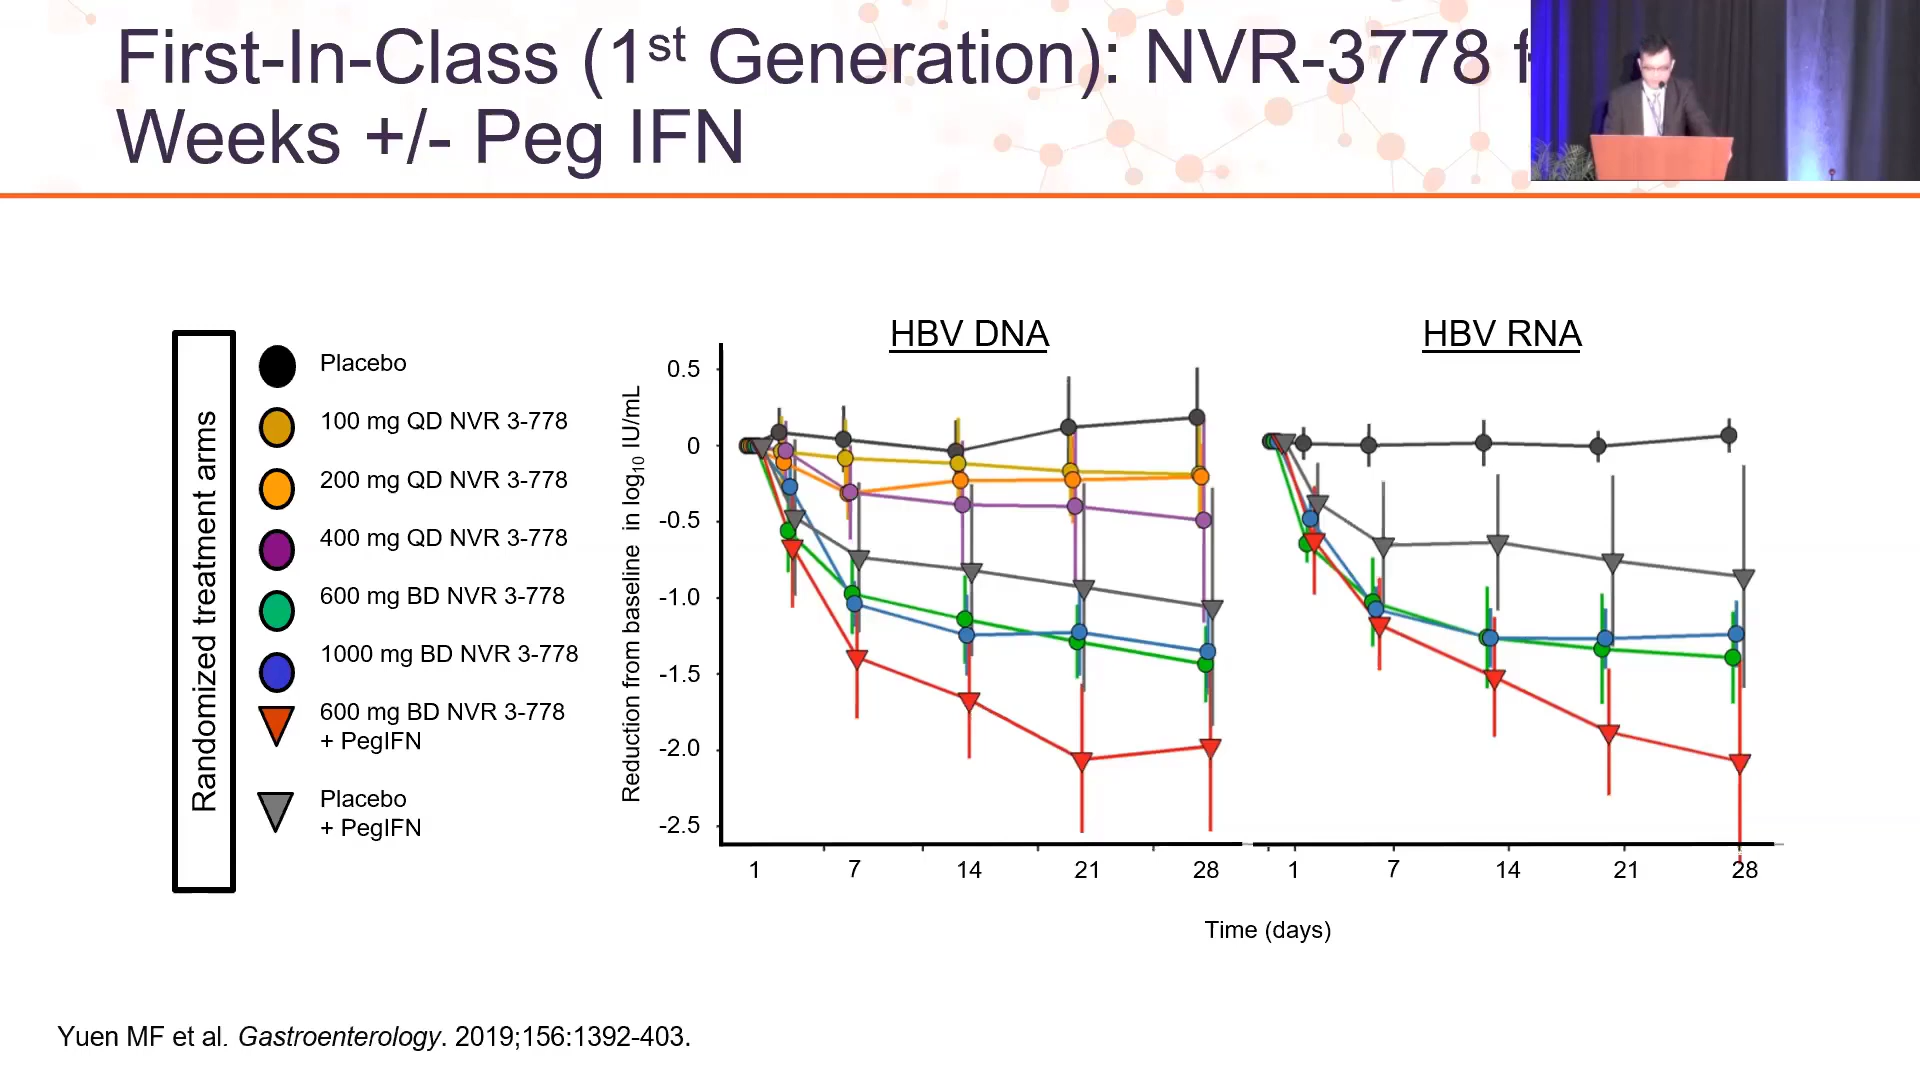 First-In-Class (1st Generation): NVR-3778
Weeks +/- Peg IFN
Randomized treatment arms
Placebo
100 mg QD NVR 3-778
200 mg QD NVR 3-778
400 mg QD NVR 3-778
600 mg BD NVR 3-778
1000 mg BD NVR 3-778
600 mg BD NVR 3-778
+ PegIFN
Placebo
+ PegIFN
Reduction from baseline in log10 IU/mL
HBV DNA
0.5
0
-0.5
-1.0
-1.5
-2.0
-2.5
1 7 14 21 28
HBV RNA
1 7 14 21 28
Time (days)
Yuen MF et al. Gastroenterology. 2019;156:1392-403.